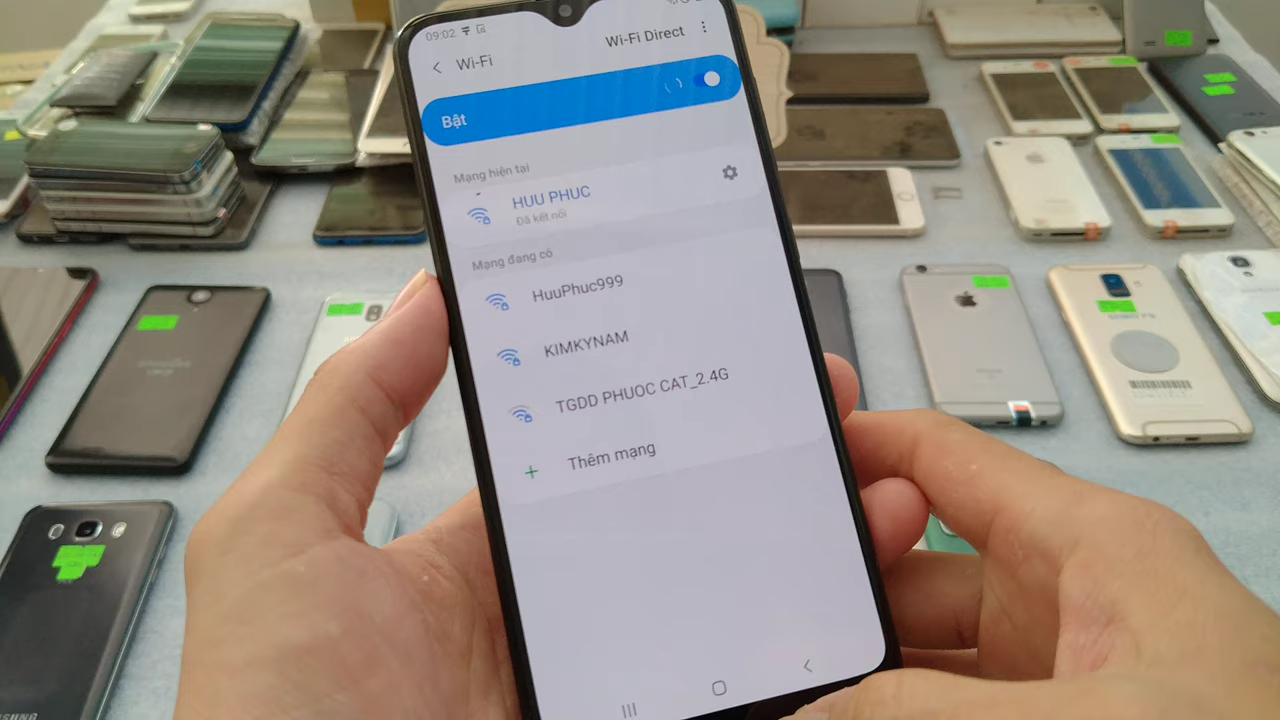 09:02
Wi-Fi
Wi-Fi Direct
Bật
Mạng hiện tại
HUU PHUC
Đã kết nối
Mạng đang có
HuuPhuc999
KIMKYNAM
TGDD PHUOC CAT_2.4G
Thêm mạng